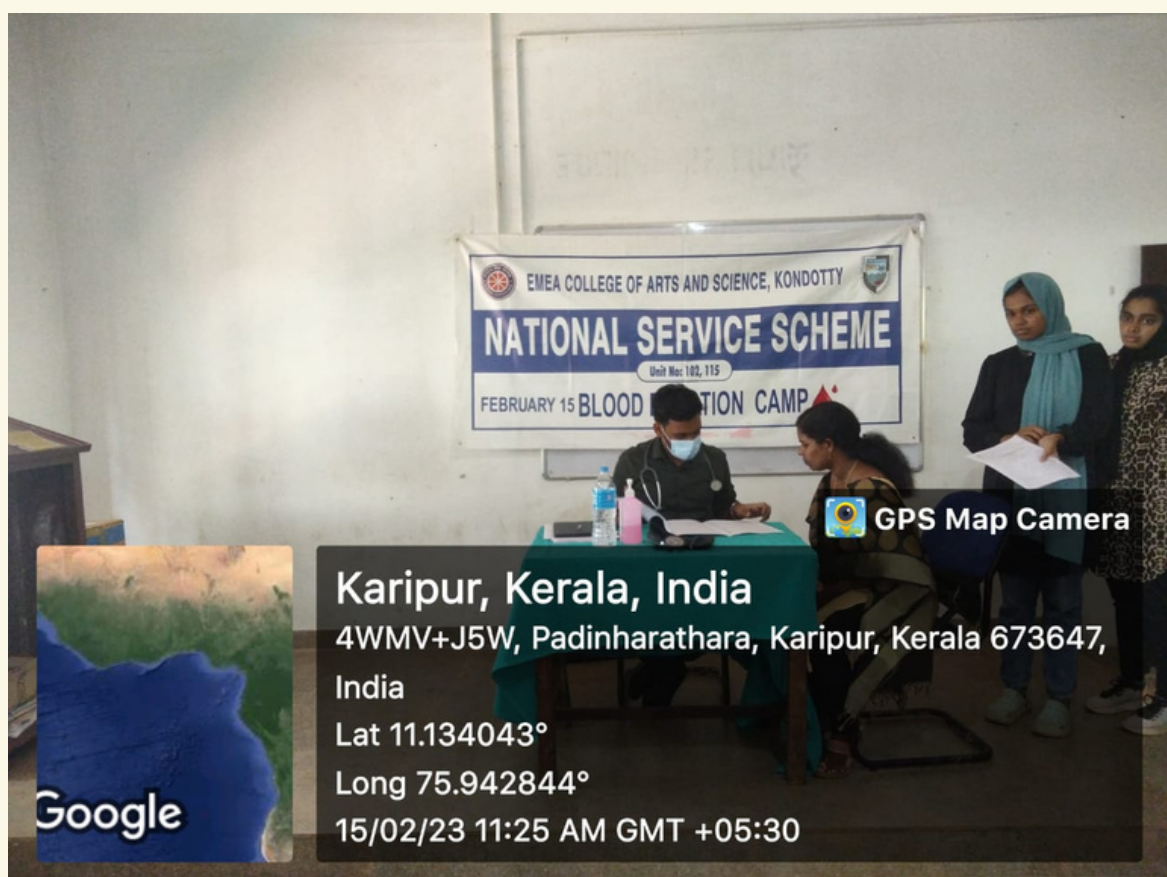 EMEA COLLEGE OF ARTS AND SCIENCE, KONDOTTY
NATIONAL SERVICE SCHEME
Unit No: 102, 115
FEBRUARY 15 BLOOD CAMP
GPS Map Camera
Karipur, Kerala, India
4WMV+J5W, Padinharathara, Karipur, Kerala 673647,
India
Lat 11.134043°
Long 75.942844°
15/02/23 11:25 AM GMT +05:30
Google